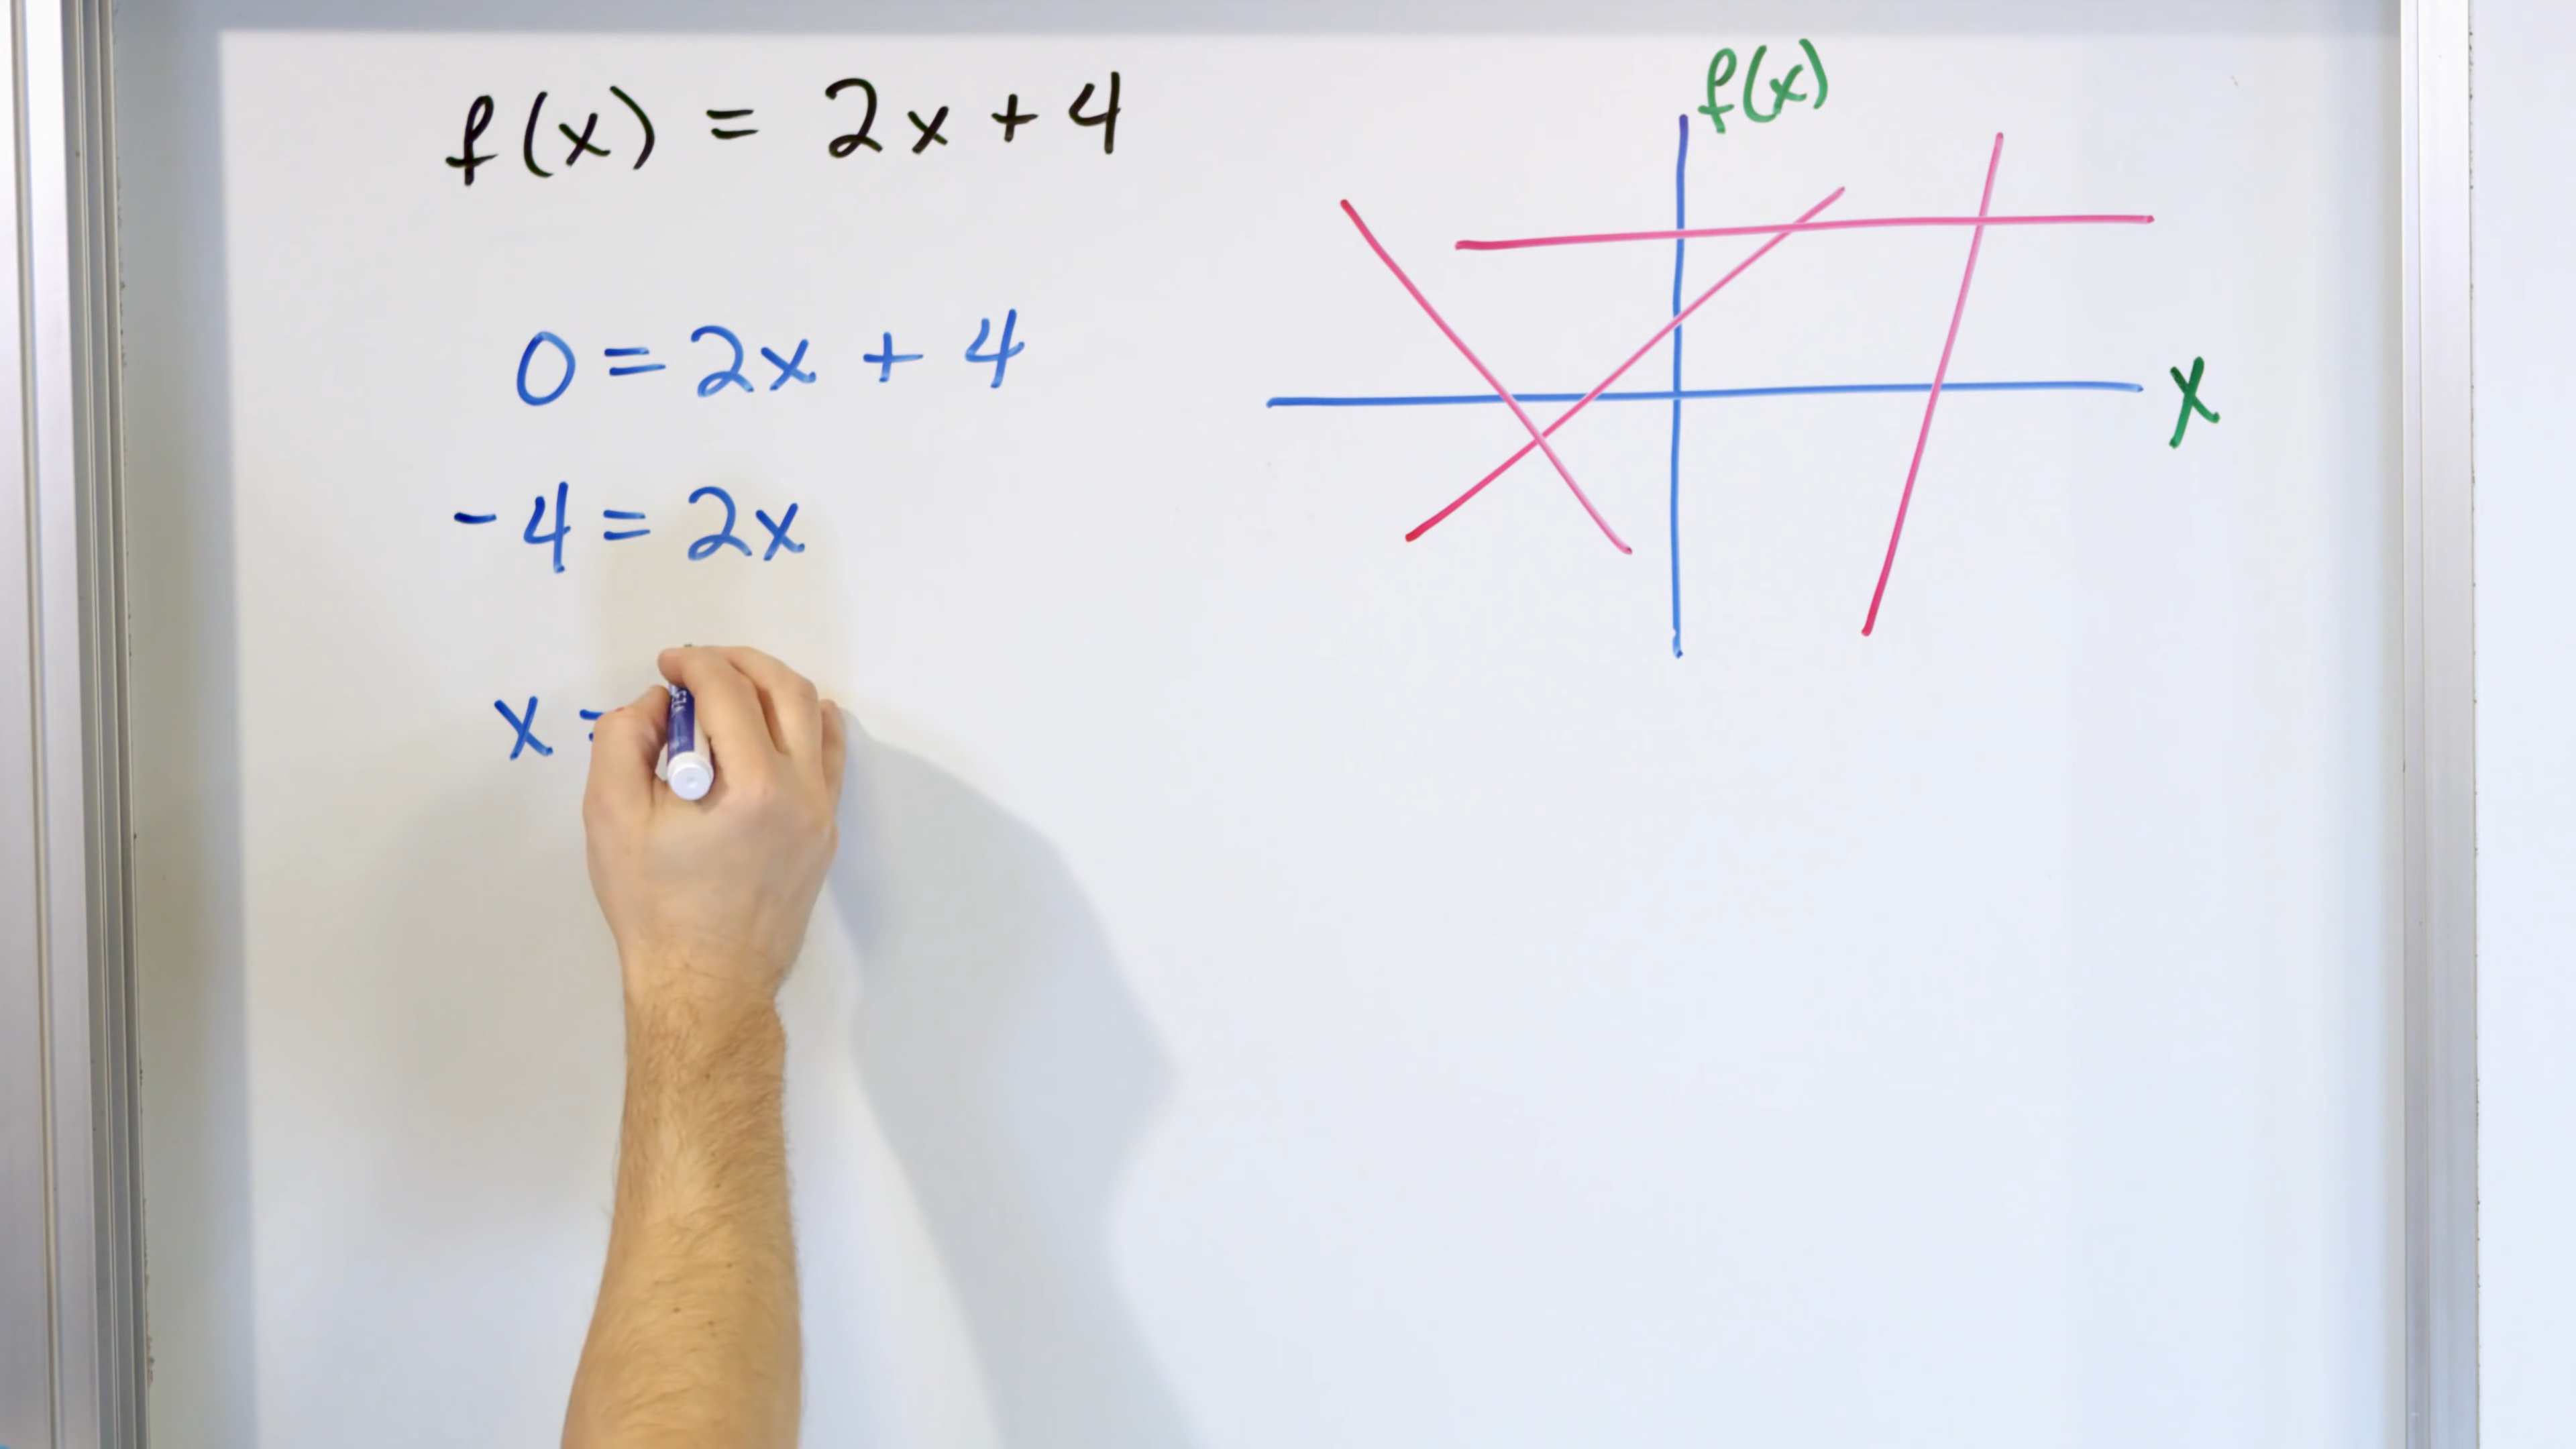 f(x) = 2x + 4
0 = 2x + 4
-4 = 2x
x =
f(x)
x